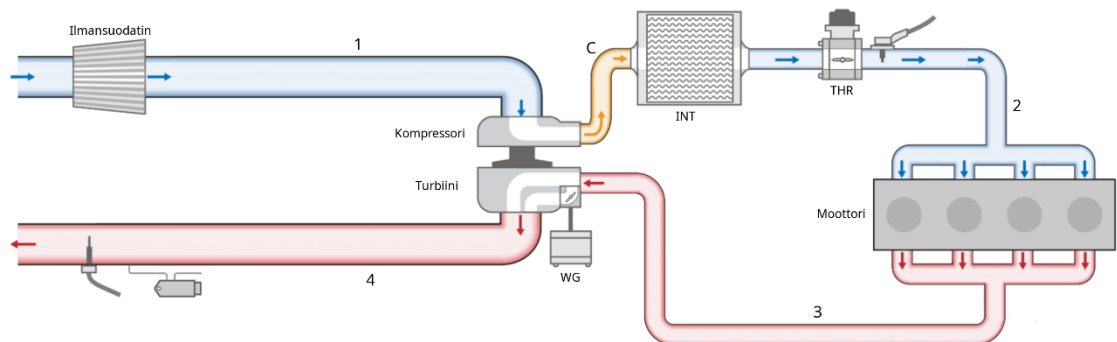 Ilmansuodatin
1
C
INT
THR
2
Kompressori
Turbiini
Moottori
WG
4
3